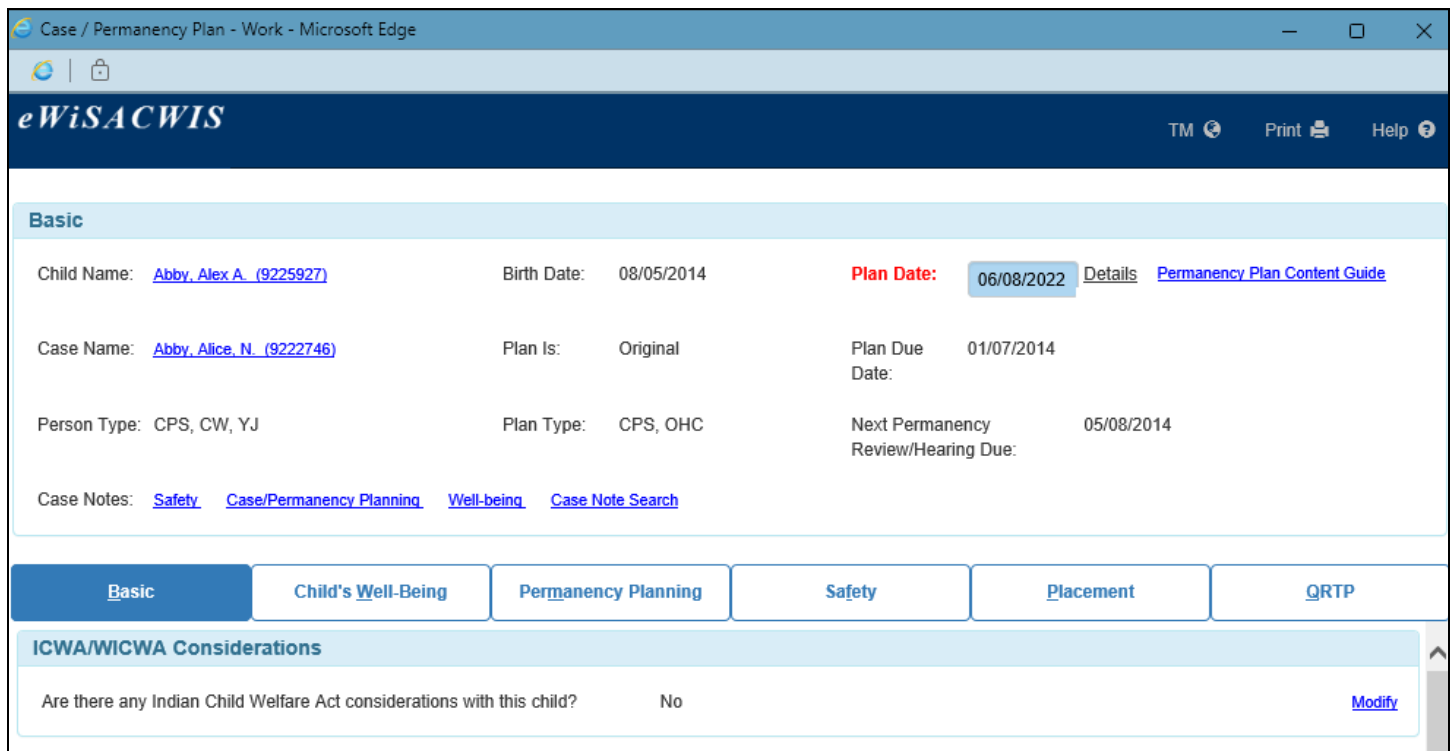 Case / Permanency Plan - Work - Microsoft Edge
eWiSACWIS
TM Print Help
Basic
Child Name: Abby, Alex A. (9225927) Birth Date: 08/05/2014 Plan Date: 06/08/2022 Details Permanency Plan Content Guide
Case Name: Abby, Alice, N. (9222746) Plan Is: Original Plan Due Date: 01/07/2014
Person Type: CPS, CW, YJ Plan Type: CPS, OHC Next Permanency Review/Hearing Due: 05/08/2014
Case Notes: Safety Case/Permanency Planning Well-being Case Note Search
Basic Child's Well-Being Permanency Planning Safety Placement QRTP
ICWA/WICWA Considerations
Are there any Indian Child Welfare Act considerations with this child? No Modify